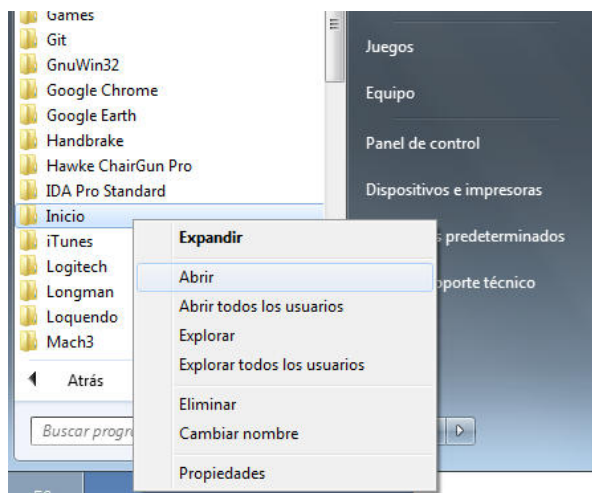 Games
Git
GnuWin32
Google Chrome
Google Earth
Handbrake
Hawke ChairGun Pro
IDA Pro Standard
Inicio
iTunes
Logitech
Longman
Loquendo
Mach3
Atrás
Buscar progr
Expandir
Abrir
Abrir todos los usuarios
Explorar
Explorar todos los usuarios
Eliminar
Cambiar nombre
Propiedades
Juegos
Equipo
Panel de control
Dispositivos e impresoras
predeterminados
técnico